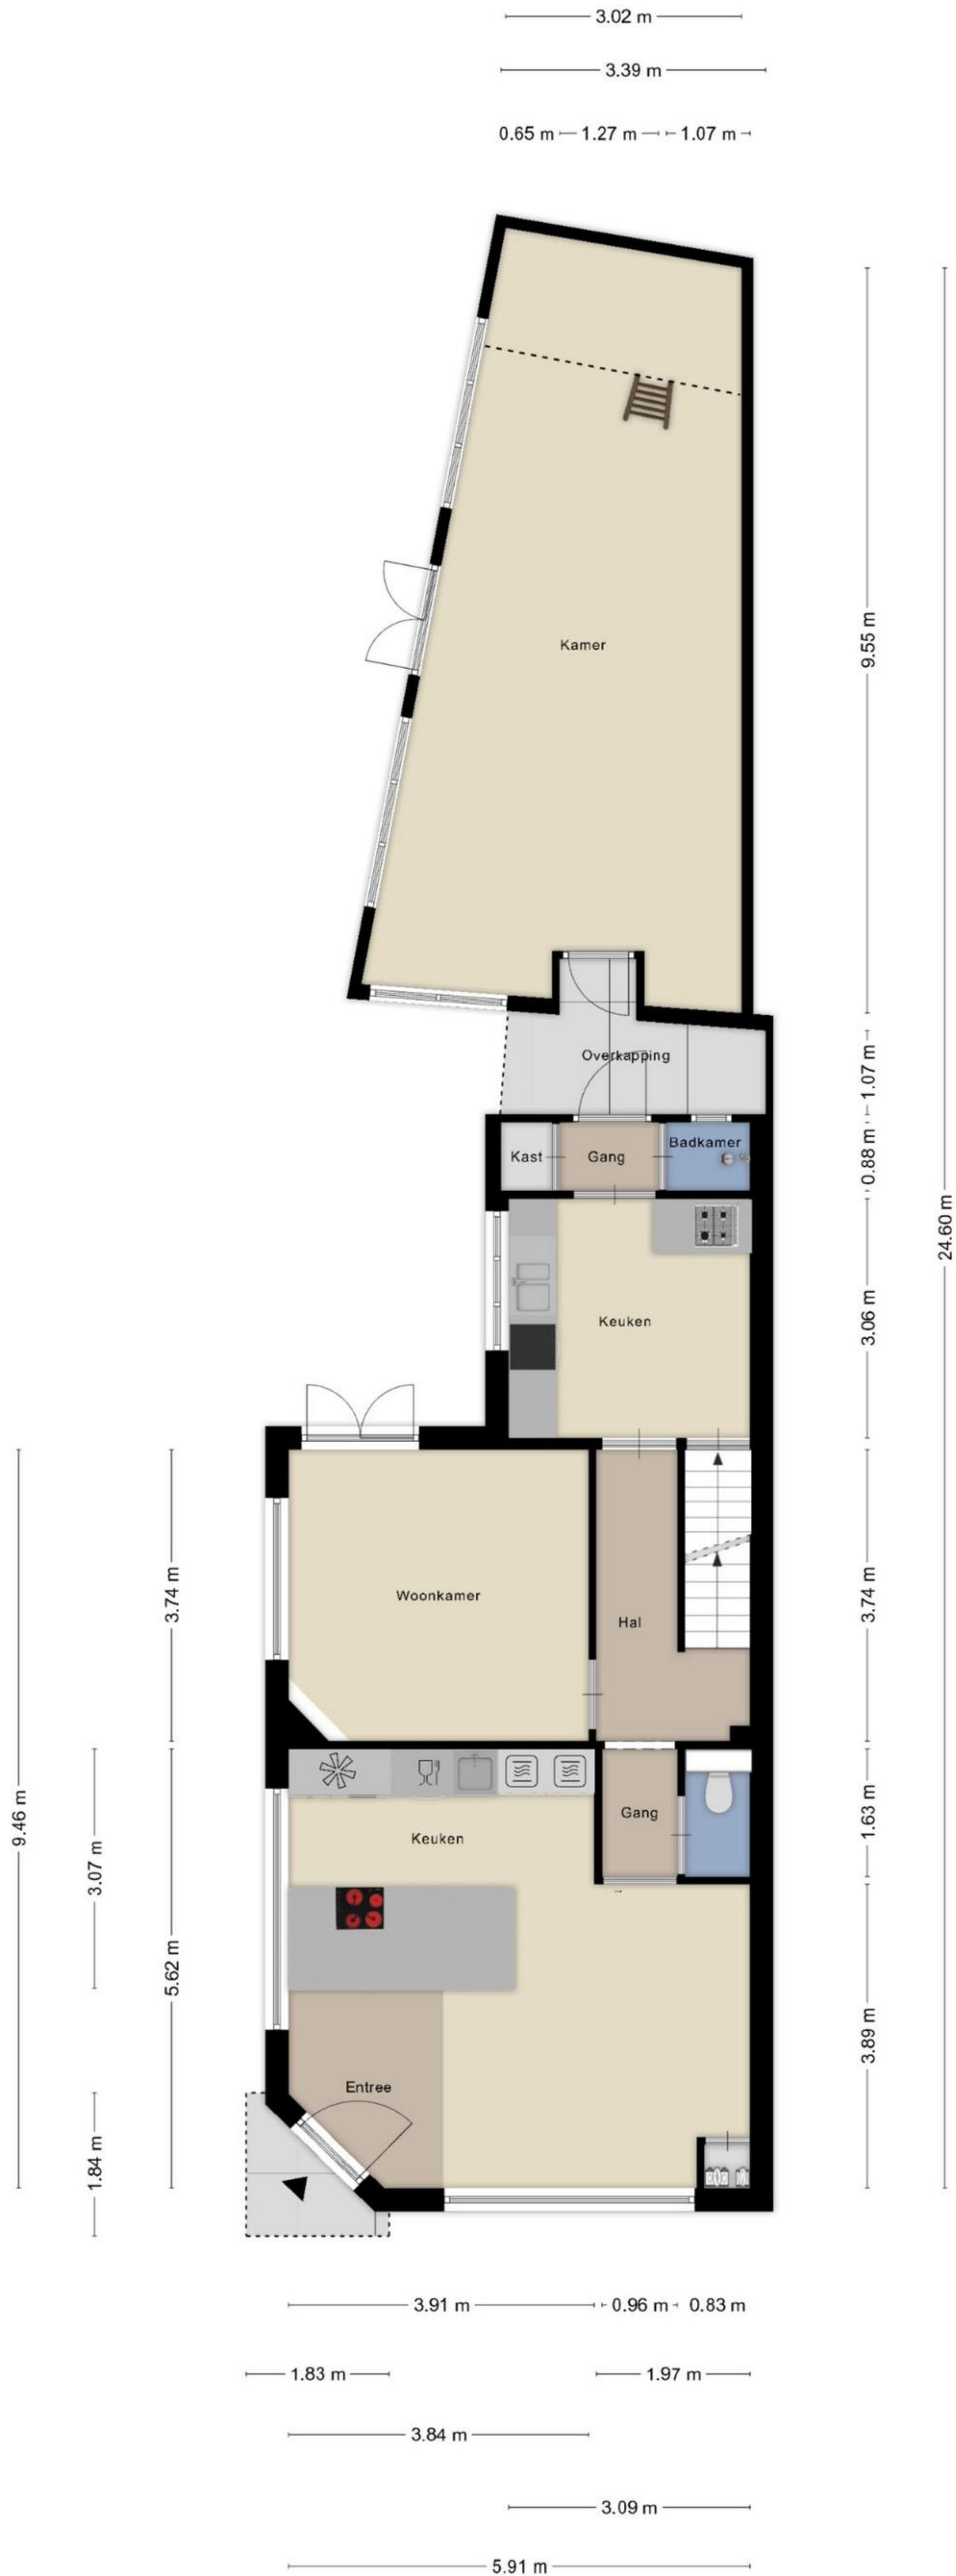 3.02 m
3.39 m
0.65 m 1.27 m 1.07 m
Kamer
9.55 m
Overkapping
1.07 m
Kast
Gang
Badkamer
0.88 m
24.60 m
Keuken
3.06 m
Woonkamer
Hal
3.74 m
3.74 m
Gang
1.63 m
Keuken
9.46 m
3.07 m
5.62 m
3.89 m
Entree
1.84 m
3.91 m 0.96 m 0.83 m
1.83 m 1.97 m
3.84 m
3.09 m
5.91 m